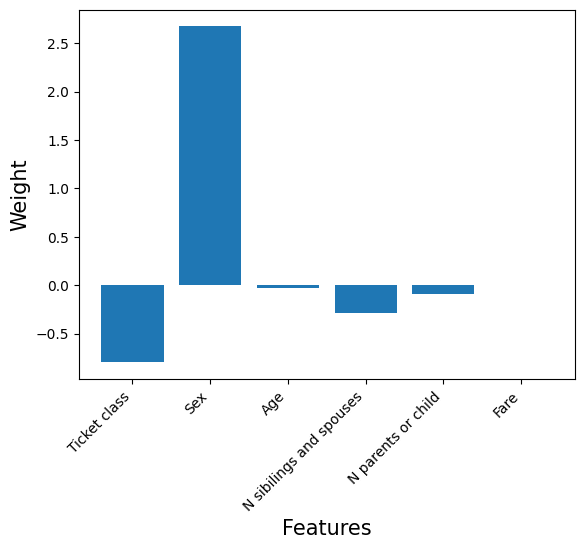 2.5
2.0
1.5
1.0
0.5
0.0
−0.5
Weight
Ticket class
Sex
Age
N sibilings and spouses
N parents or child
Fare
Features